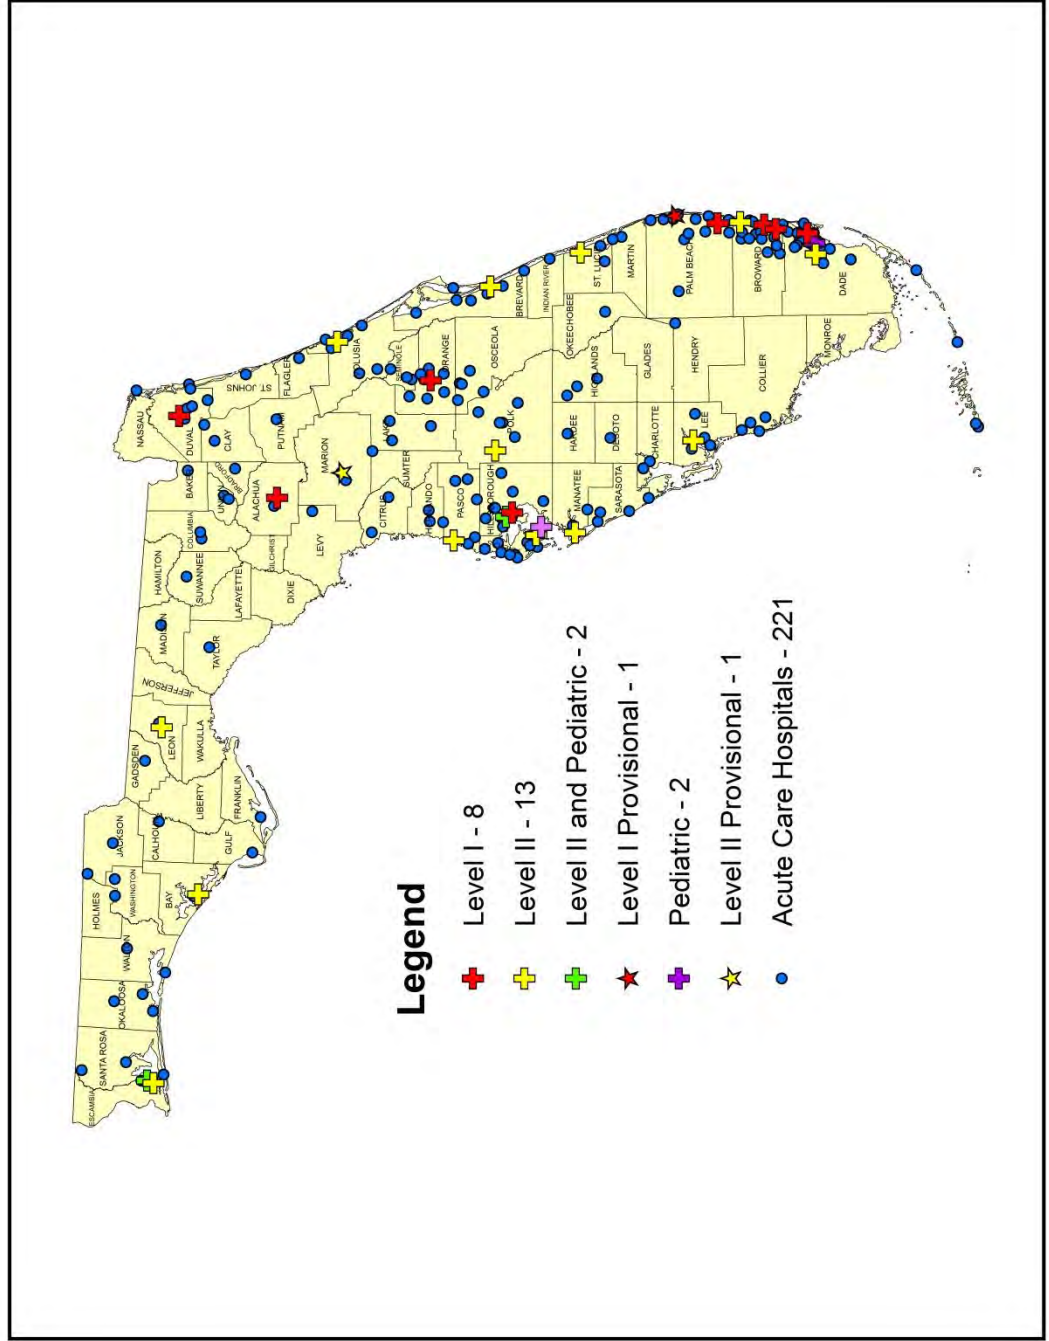 ESCAMBIA
SANTA ROSA
OKALOOSA
WALTON
HOLMES
WASHINGTON
BAY
JACKSON
CALHOUN
GULF
LIBERTY
FRANKLIN
GADSDEN
LEON
WAKULLA
JEFFERSON
MADISON
TAYLOR
HAMILTON
SUWANNEE
LAFAYETTE
DIXIE
COLUMBIA
GILCHRIST
LEVY
BAKER
UNION
BRADFORD
ALACHUA
NASSAU
DUVAL
CLAY
ST. JOHNS
PUTNAM
FLAGLER
MARION
VOLUSIA
CITRUS
SUMTER
LAKE
SEMINOLE
ORANGE
HERNANDO
PASCO
HILLSBOROUGH
POLK
OSCEOLA
BREVARD
INDIAN RIVER
MANATEE
HARDEE
HIGHLANDS
OKEECHOBEE
ST. LUCIE
SARASOTA
DESOTO
MARTIN
CHARLOTTE
GLADES
PALM BEACH
LEE
HENDRY
BROWARD
COLLIER
MONROE
DADE
Legend
Level I - 8
Level II - 13
Level II and Pediatric - 2
Level I Provisional - 1
Pediatric - 2
Level II Provisional - 1
Acute Care Hospitals - 221